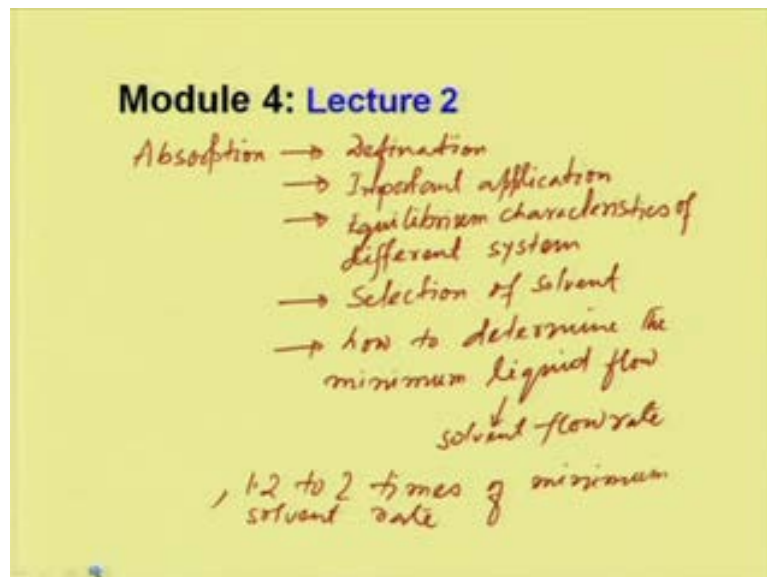 Module 4: Lecture 2
Absorption → Defination
→ Important application
→ Equilibrium characteristics of
different system
→ Selection of solvent
→ how to determine the
minimum liquid flow
↓
solvent flow rate
, 1.2 to 2 times of minimum
solvent rate